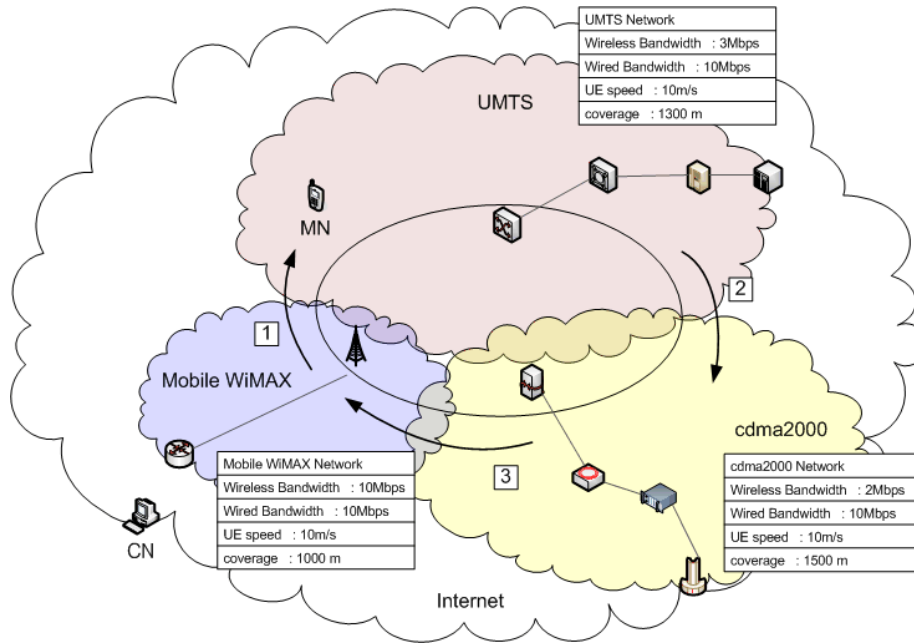 UMTS Network
Wireless Bandwidth : 3Mbps
Wired Bandwidth : 10Mbps
UE speed : 10m/s
coverage : 1300 m
UMTS
MN
2
1
Mobile WiMAX
cdma2000
3
Mobile WiMAX Network
Wireless Bandwidth : 10Mbps
Wired Bandwidth : 10Mbps
UE speed : 10m/s
coverage : 1000 m
cdma2000 Network
Wireless Bandwidth : 2Mbps
Wired Bandwidth : 10Mbps
UE speed : 10m/s
coverage : 1500 m
CN
Internet